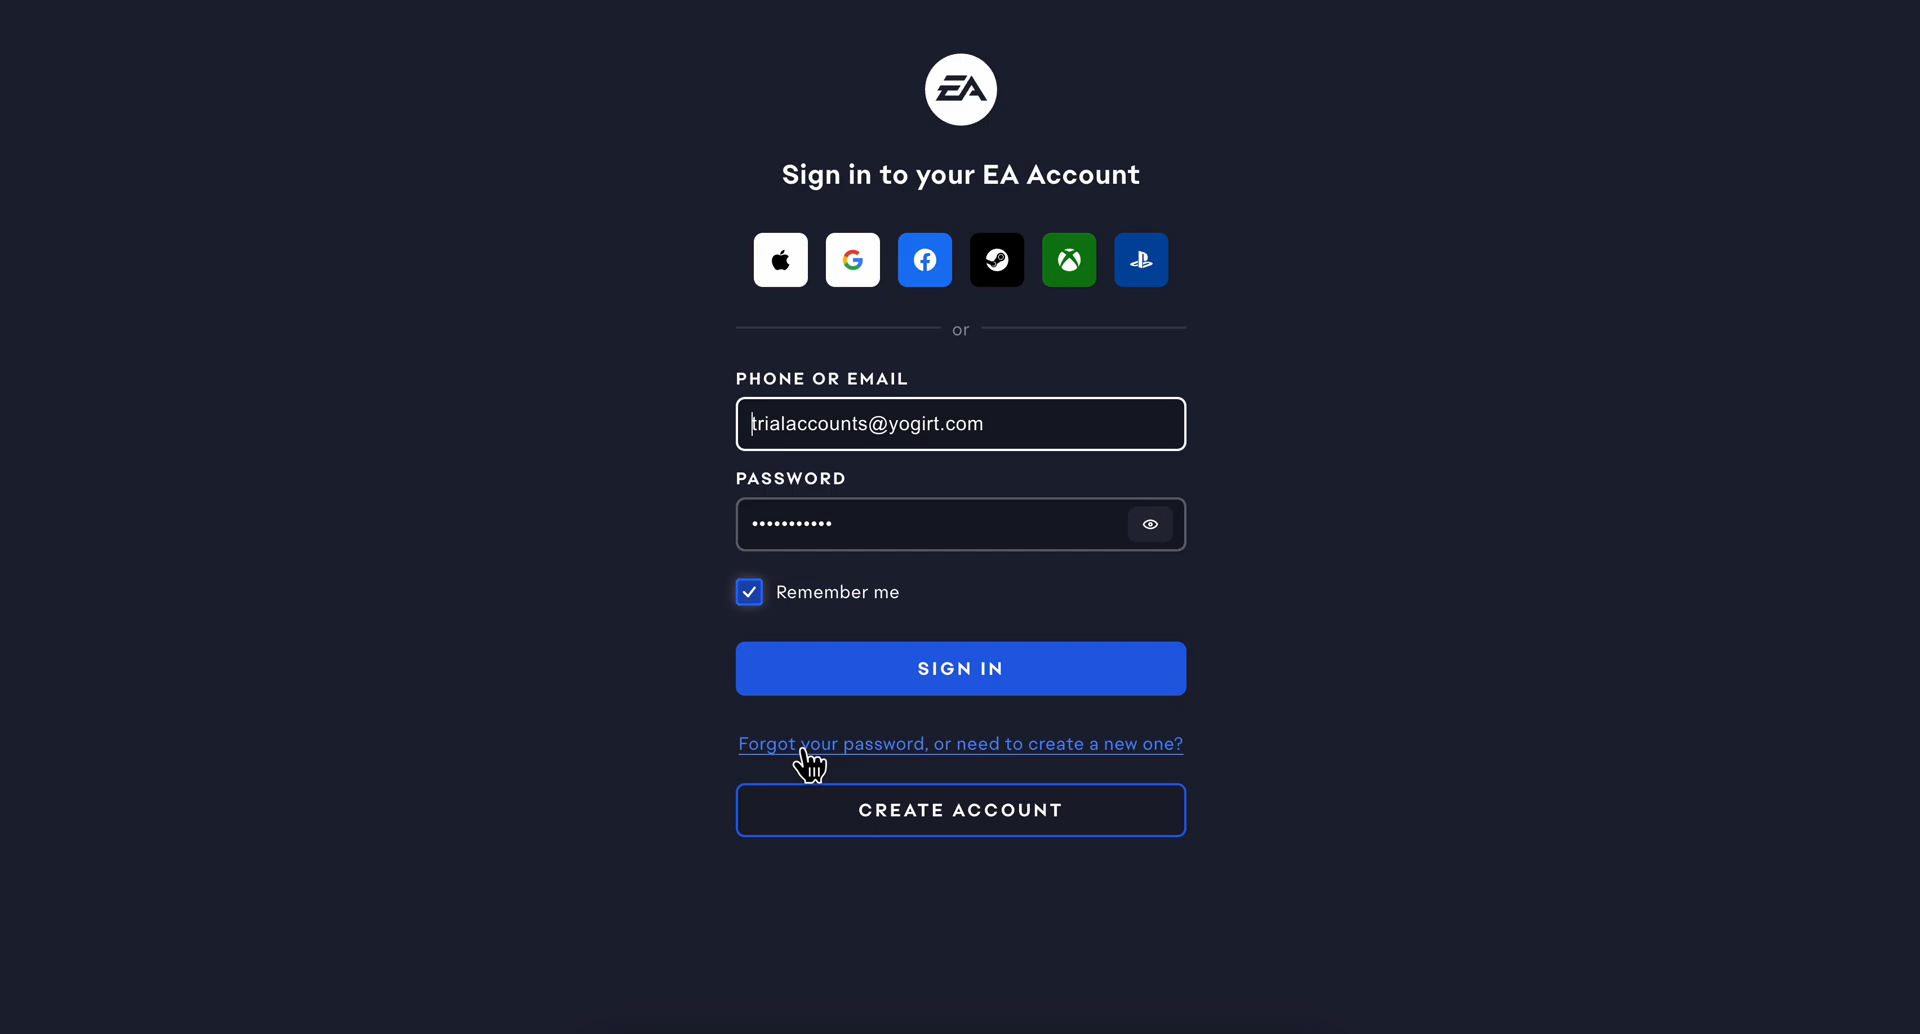 EA
Sign in to your EA Account
or
PHONE OR EMAIL
trialaccounts@yogirt.com
PASSWORD
•••••••••••
Remember me
SIGN IN
Forgot your password, or need to create a new one?
CREATE ACCOUNT